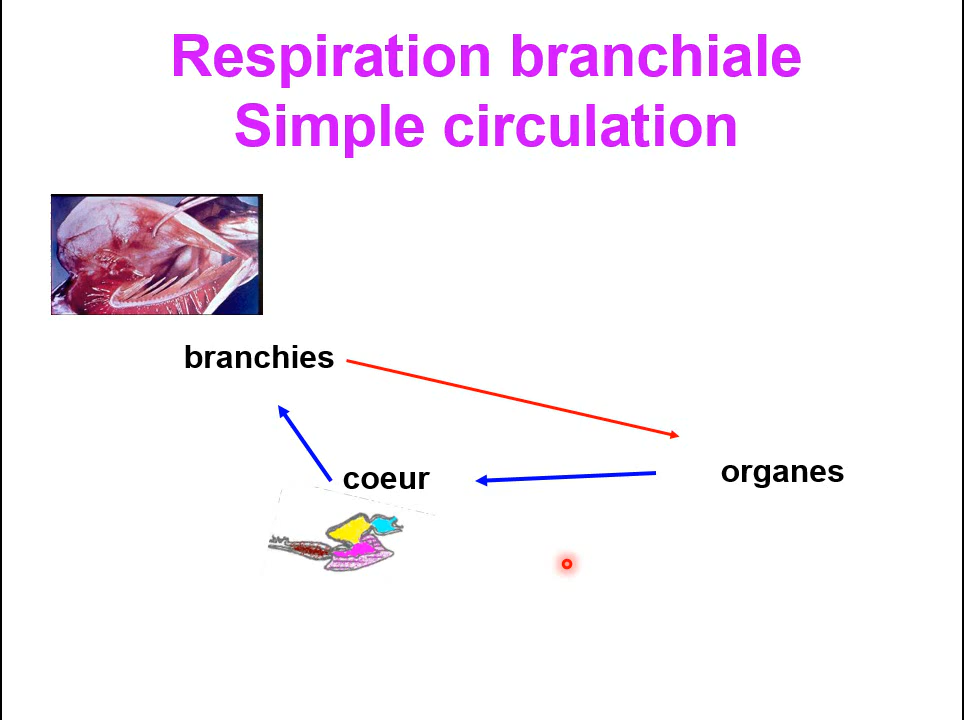 Respiration branchiale
Simple circulation
branchies
coeur
organes